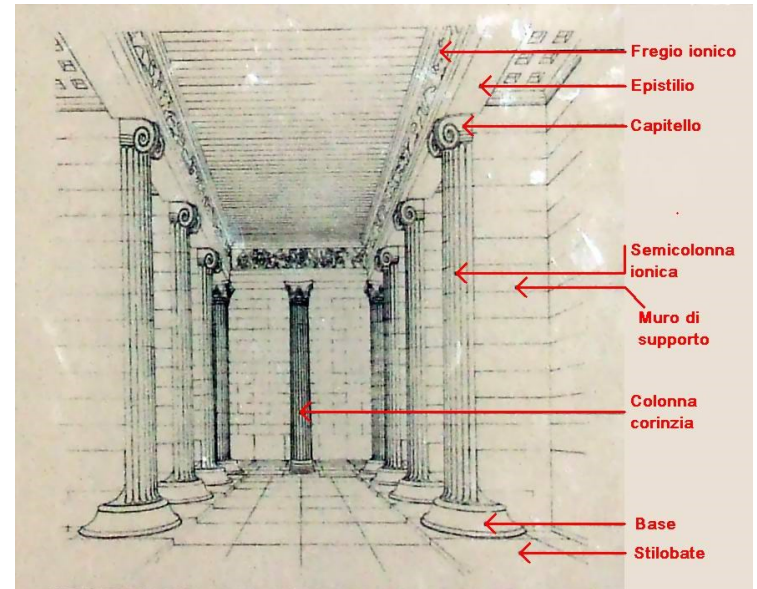 Fregio ionico
Epistilio
Capitello
Semicolonna
ionica
Muro di
supporto
Colonna
corinzia
Base
Stilobate